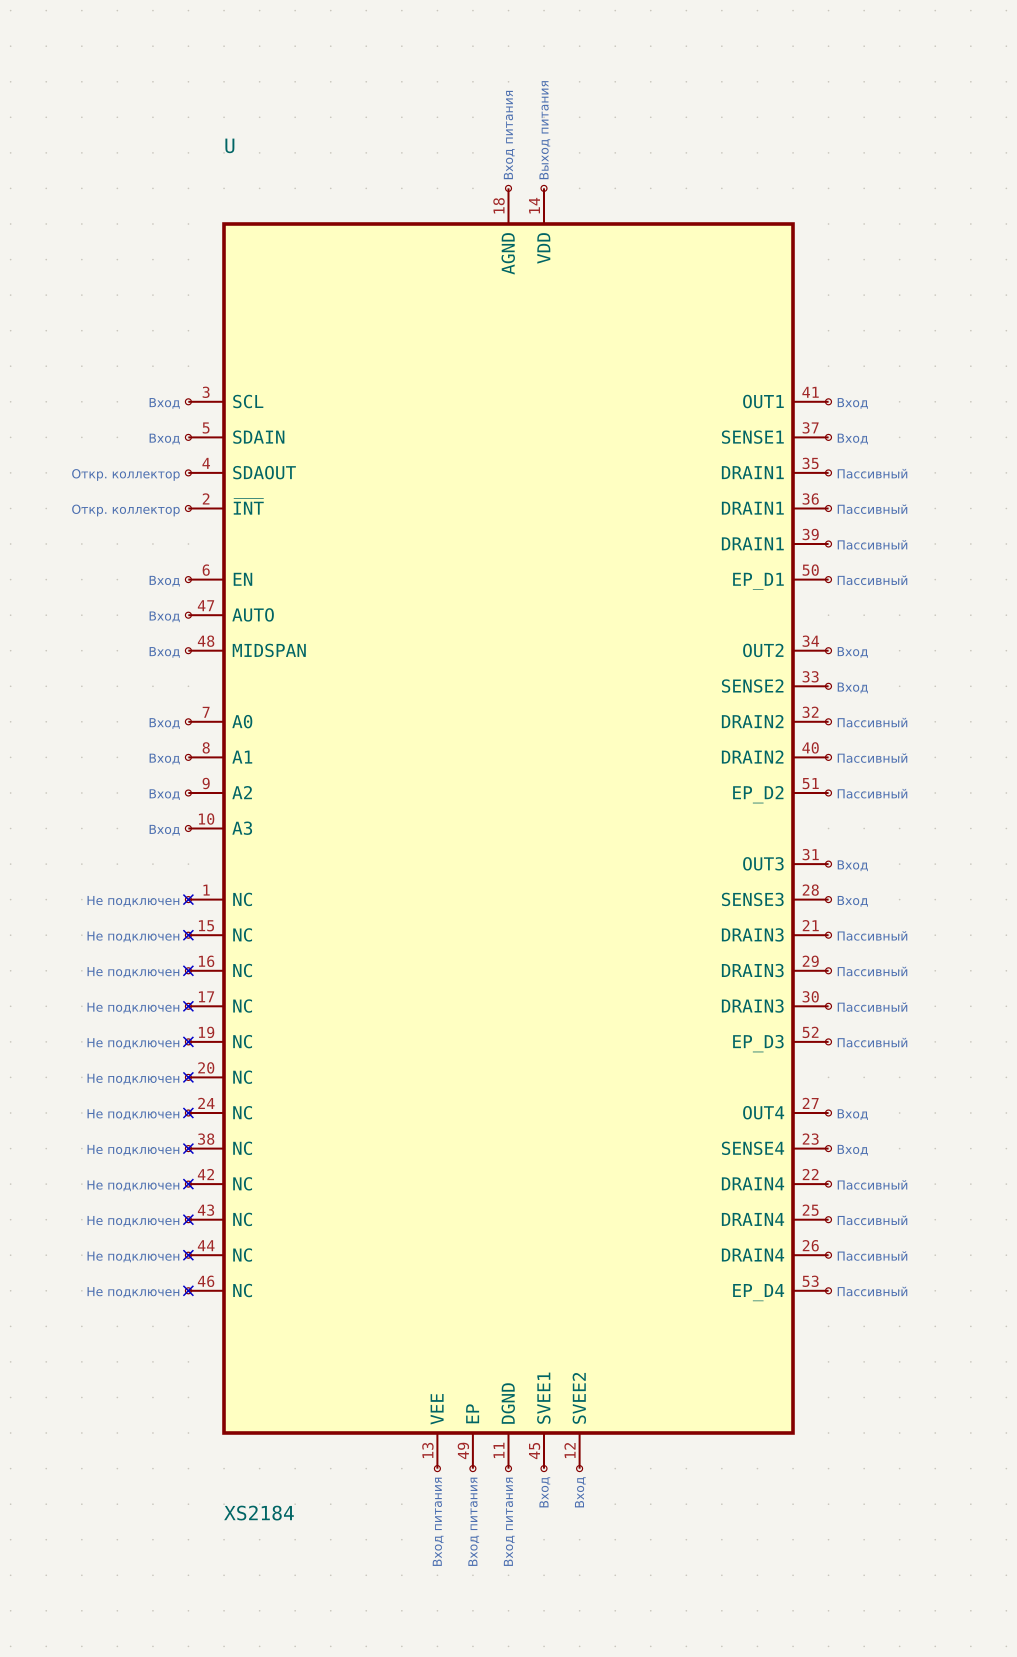 U
Вход питания 18 AGND
Выход питания 14 VDD
Вход 3 SCL
Вход 5 SDAIN
Откр. коллектор 4 SDAOUT
Откр. коллектор 2 INT
Вход 6 EN
Вход 47 AUTO
Вход 48 MIDSPAN
Вход 7 A0
Вход 8 A1
Вход 9 A2
Вход 10 A3
Не подключен 1 NC
Не подключен 15 NC
Не подключен 16 NC
Не подключен 17 NC
Не подключен 19 NC
Не подключен 20 NC
Не подключен 24 NC
Не подключен 38 NC
Не подключен 42 NC
Не подключен 43 NC
Не подключен 44 NC
Не подключен 46 NC
OUT1 41 Вход
SENSE1 37 Вход
DRAIN1 35 Пассивный
DRAIN1 36 Пассивный
DRAIN1 39 Пассивный
EP_D1 50 Пассивный
OUT2 34 Вход
SENSE2 33 Вход
DRAIN2 32 Пассивный
DRAIN2 40 Пассивный
EP_D2 51 Пассивный
OUT3 31 Вход
SENSE3 28 Вход
DRAIN3 21 Пассивный
DRAIN3 29 Пассивный
DRAIN3 30 Пассивный
EP_D3 52 Пассивный
OUT4 27 Вход
SENSE4 23 Вход
DRAIN4 22 Пассивный
DRAIN4 25 Пассивный
DRAIN4 26 Пассивный
EP_D4 53 Пассивный
VEE 13 Вход питания
EP 49 Вход питания
DGND 11 Вход питания
SVEE1 45 Вход
SVEE2 12 Вход
XS2184